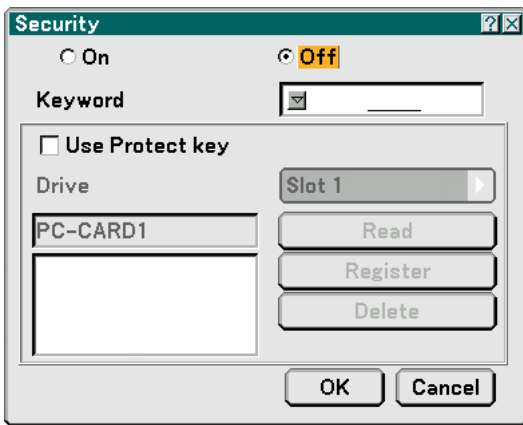 Security ? X
On Off
Keyword
Use Protect key
Drive Slot 1
PC-CARD1 Read
Register
Delete
OK Cancel